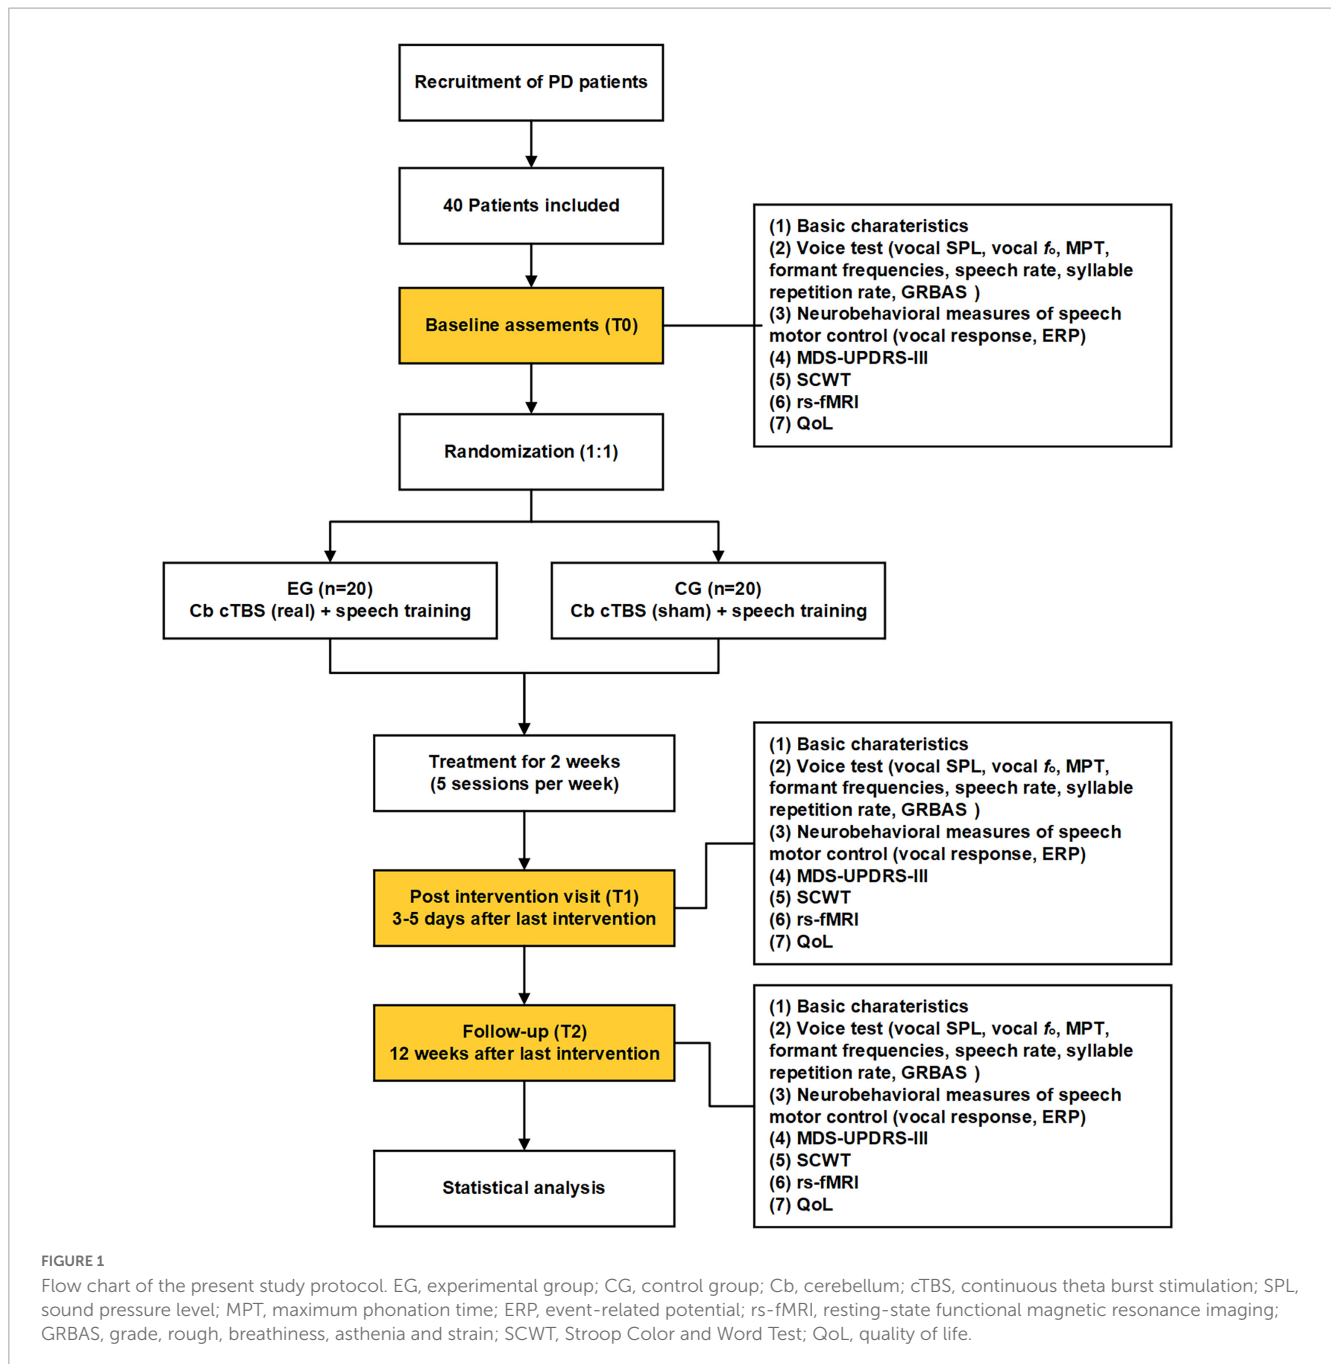 Recruitment of PD patients
40 Patients included
Baseline assements (T0)
(1) Basic charateristics
(2) Voice test (vocal SPL, vocal fo, MPT,
formant frequencies, speech rate, syllable
repetition rate, GRBAS )
(3) Neurobehavioral measures of speech
motor control (vocal response, ERP)
(4) MDS-UPDRS-III
(5) SCWT
(6) rs-fMRI
(7) QoL
Randomization (1:1)
EG (n=20)
Cb cTBS (real) + speech training
CG (n=20)
Cb cTBS (sham) + speech training
Treatment for 2 weeks
(5 sessions per week)
Post intervention visit (T1)
3-5 days after last intervention
(1) Basic charateristics
(2) Voice test (vocal SPL, vocal fo, MPT,
formant frequencies, speech rate, syllable
repetition rate, GRBAS )
(3) Neurobehavioral measures of speech
motor control (vocal response, ERP)
(4) MDS-UPDRS-III
(5) SCWT
(6) rs-fMRI
(7) QoL
Follow-up (T2)
12 weeks after last intervention
(1) Basic charateristics
(2) Voice test (vocal SPL, vocal fo, MPT,
formant frequencies, speech rate, syllable
repetition rate, GRBAS )
(3) Neurobehavioral measures of speech
motor control (vocal response, ERP)
(4) MDS-UPDRS-III
(5) SCWT
(6) rs-fMRI
(7) QoL
Statistical analysis
FIGURE 1
Flow chart of the present study protocol. EG, experimental group; CG, control group; Cb, cerebellum; cTBS, continuous theta burst stimulation; SPL,
sound pressure level; MPT, maximum phonation time; ERP, event-related potential; rs-fMRI, resting-state functional magnetic resonance imaging;
GRBAS, grade, rough, breathiness, asthenia and strain; SCWT, Stroop Color and Word Test; QoL, quality of life.